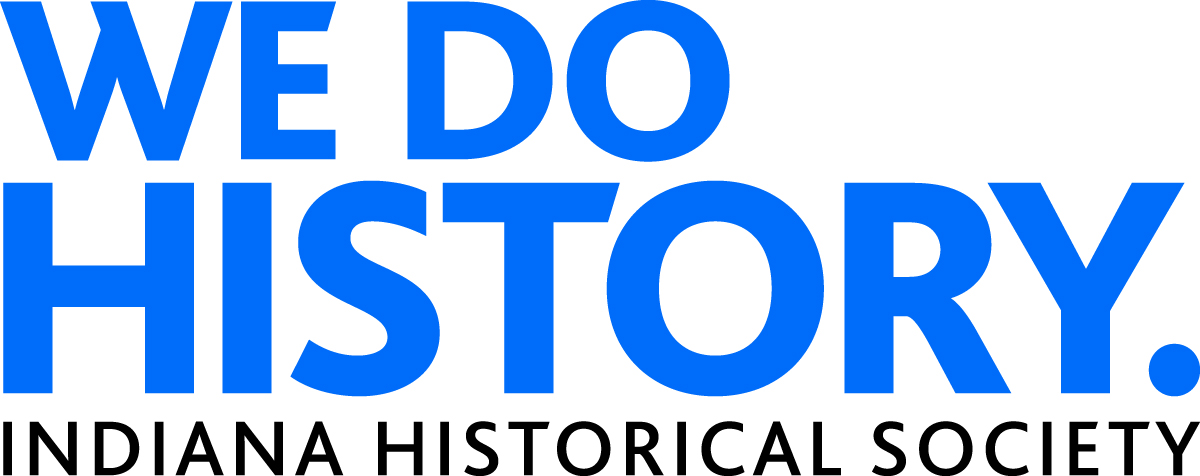 WE DO
HISTORY.
INDIANA HISTORICAL SOCIETY